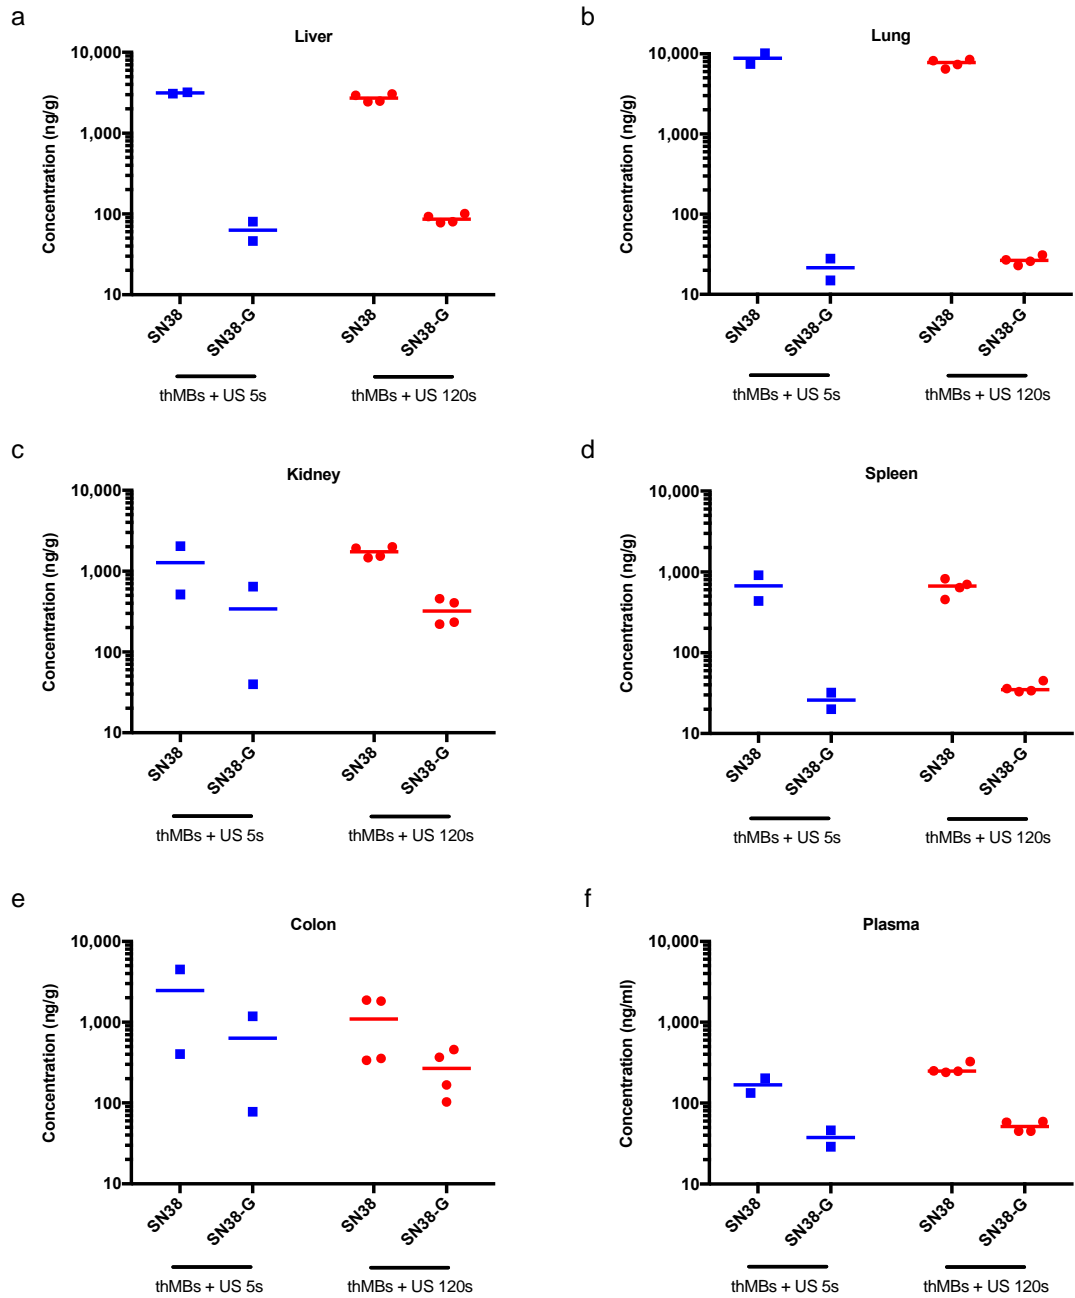 a
Liver
10,000
1,000
100
10
Concentration (ng/g)
SN38
SN38-G
SN38
SN38-G
thMBs + US 5s
thMBs + US 120s
b
Lung
10,000
1,000
100
10
Concentration (ng/g)
SN38
SN38-G
SN38
SN38-G
thMBs + US 5s
thMBs + US 120s
c
Kidney
10,000
1,000
100
10
Concentration (ng/g)
SN38
SN38-G
SN38
SN38-G
thMBs + US 5s
thMBs + US 120s
d
Spleen
10,000
1,000
100
10
Concentration (ng/g)
SN38
SN38-G
SN38
SN38-G
thMBs + US 5s
thMBs + US 120s
e
Colon
10,000
1,000
100
10
Concentration (ng/g)
SN38
SN38-G
SN38
SN38-G
thMBs + US 5s
thMBs + US 120s
f
Plasma
10,000
1,000
100
10
Concentration (ng/ml)
SN38
SN38-G
SN38
SN38-G
thMBs + US 5s
thMBs + US 120s